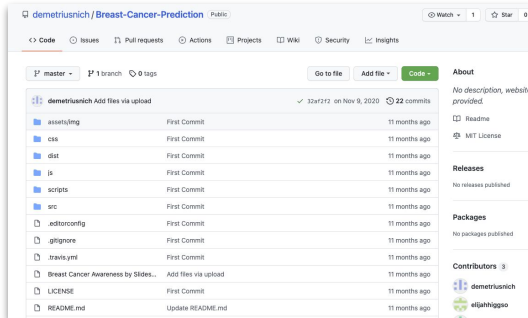 demetriusnich / Breast-Cancer-Prediction Public
Watch 1 Star 0
Code Issues Pull requests Actions Projects Wiki Security Insights
master 1 branch 0 tags Go to file Add file Code
About
demetriusnich Add files via upload 32af2f2 on Nov 9, 2020 22 commits
No description, website
provided.
assets/img First Commit 11 months ago
css First Commit 11 months ago
Readme
dist First Commit 11 months ago
MIT License
js First Commit 11 months ago
scripts First Commit 11 months ago
Releases
src First Commit 11 months ago
No releases published
.editorconfig First Commit 11 months ago
.gitignore First Commit 11 months ago
Packages
.travis.yml First Commit 11 months ago
No packages published
Breast Cancer Awareness by Slides... Add files via upload 11 months ago
Contributors 3
LICENSE First Commit 11 months ago
demetriusnich
README.md Update README.md 11 months ago
elijahhiggso